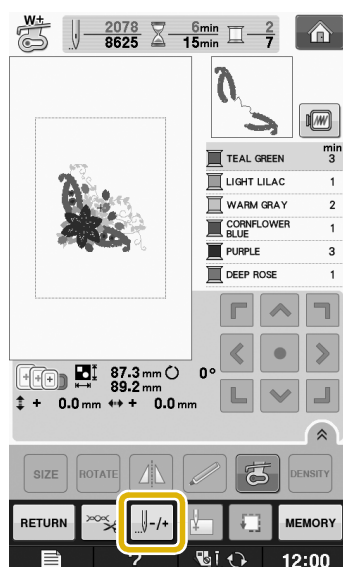 W+
2078 6min 2
8625 15min 7
min
TEAL GREEN 3
LIGHT LILAC 1
WARM GRAY 2
CORNFLOWER
BLUE 1
PURPLE 3
DEEP ROSE 1
87.3 mm 0°
89.2 mm
+ 0.0 mm + 0.0 mm
SIZE ROTATE DENSITY
RETURN -/+ MEMORY
? 12:00